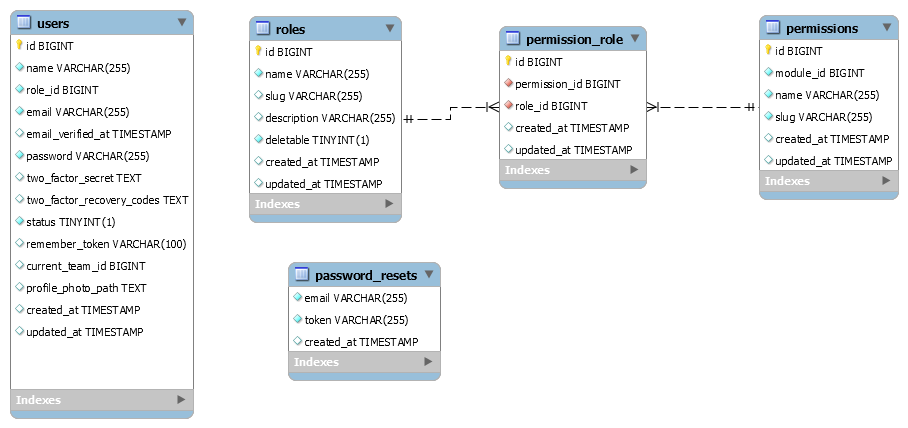 users
id BIGINT
name VARCHAR(255)
role_id BIGINT
email VARCHAR(255)
email_verified_at TIMESTAMP
password VARCHAR(255)
two_factor_secret TEXT
two_factor_recovery_codes TEXT
status TINYINT(1)
remember_token VARCHAR(100)
current_team_id BIGINT
profile_photo_path TEXT
created_at TIMESTAMP
updated_at TIMESTAMP
Indexes
roles
id BIGINT
name VARCHAR(255)
slug VARCHAR(255)
description VARCHAR(255)
deletable TINYINT(1)
created_at TIMESTAMP
updated_at TIMESTAMP
Indexes
permission_role
id BIGINT
permission_id BIGINT
role_id BIGINT
created_at TIMESTAMP
updated_at TIMESTAMP
Indexes
permissions
id BIGINT
module_id BIGINT
name VARCHAR(255)
slug VARCHAR(255)
created_at TIMESTAMP
updated_at TIMESTAMP
Indexes
password_resets
email VARCHAR(255)
token VARCHAR(255)
created_at TIMESTAMP
Indexes